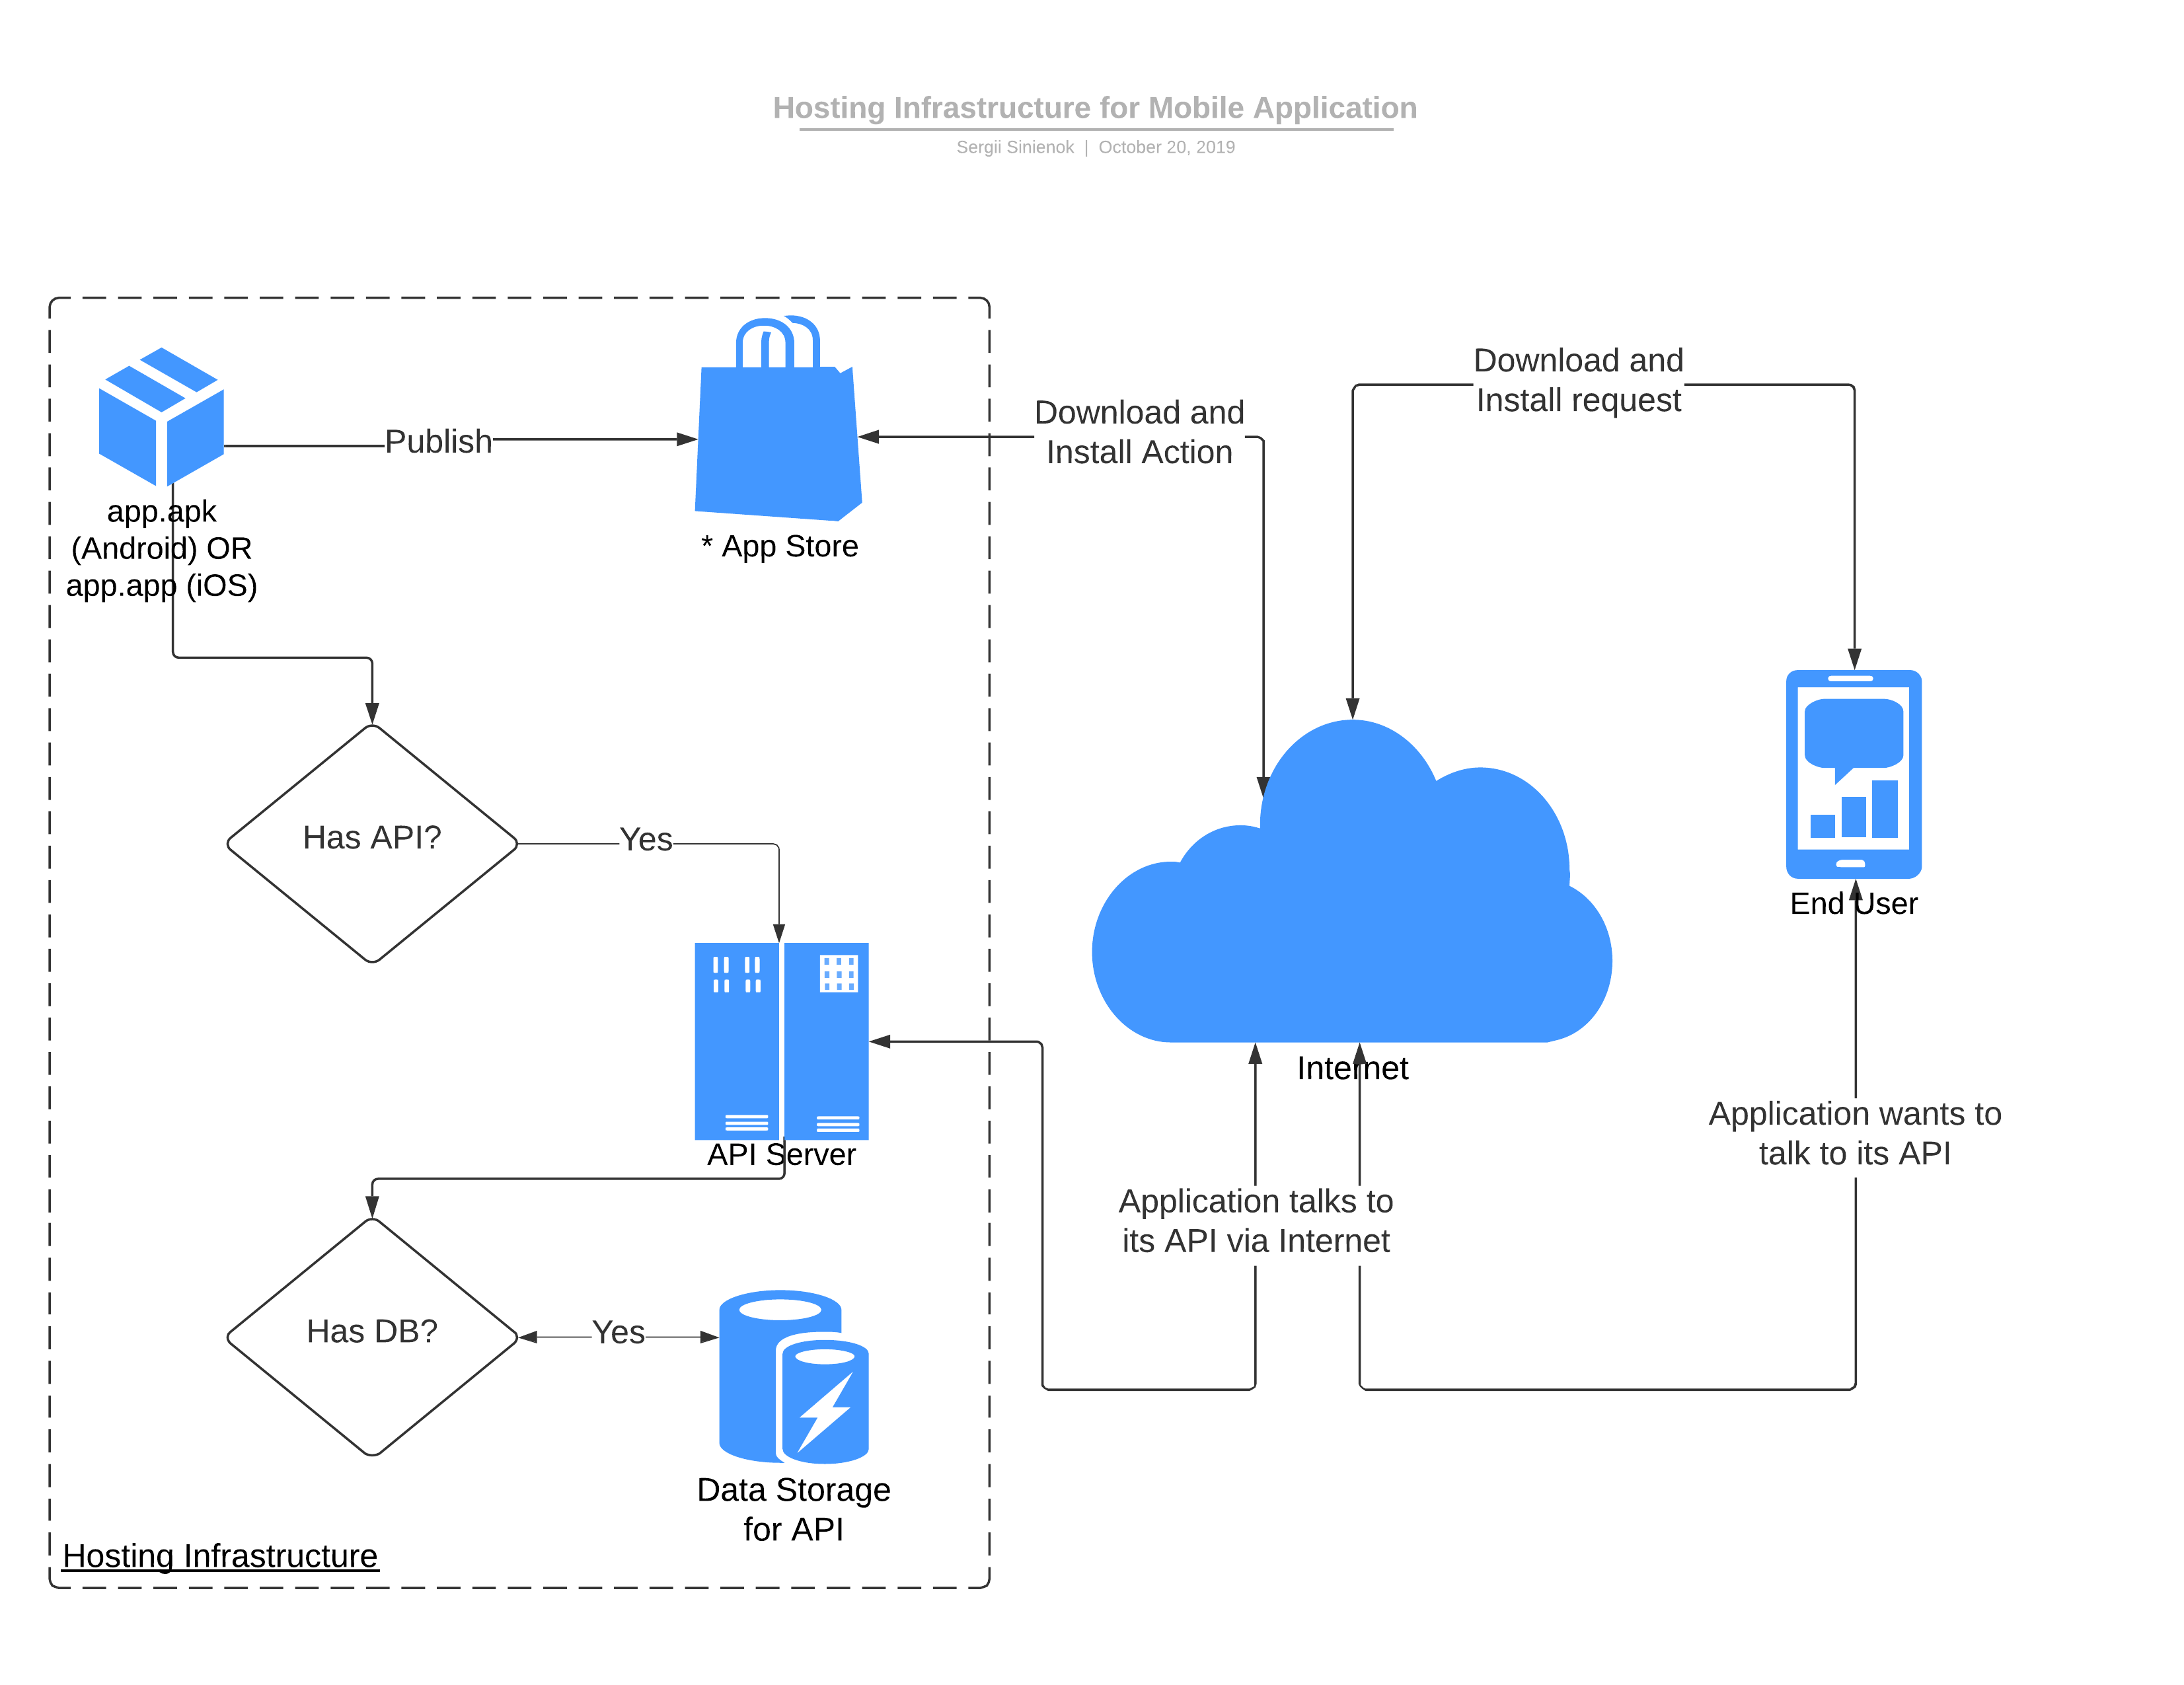 Hosting Infrastructure for Mobile Application
Sergii Sinienok | October 20, 2019
Publish
app.apk
(Android) OR
app.app (iOS)
* App Store
Download and
Install Action
Download and
Install request
Has API?
Yes
API Server
Internet
End User
Application wants to
talk to its API
Application talks to
its API via Internet
Has DB?
Yes
Data Storage
for API
Hosting Infrastructure